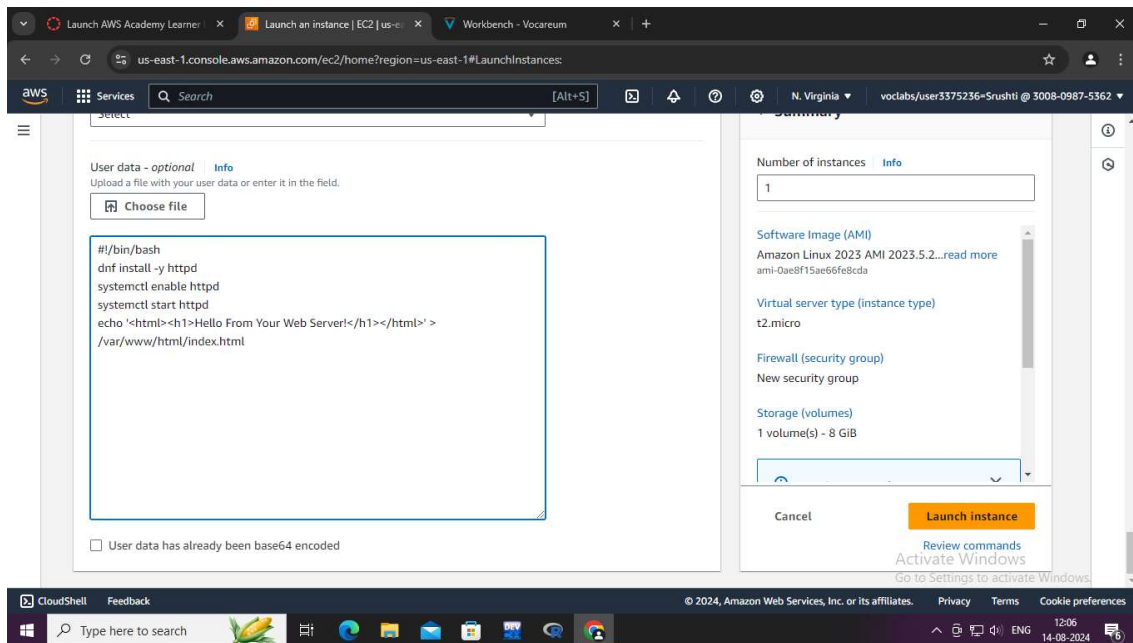 Launch AWS Academy Learner
Launch an instance | EC2 | us-ea
Workbench - Vocareum
us-east-1.console.aws.amazon.com/ec2/home?region=us-east-1#LaunchInstances:
aws
Services
Search
[Alt+S]
N. Virginia
voclabs/user3375236=Srushti @ 3008-0987-5362
Select
Summary
User data - optional Info
Upload a file with your user data or enter it in the field.
Choose file
#!/bin/bash
dnf install -y httpd
systemctl enable httpd
systemctl start httpd
echo '<html><h1>Hello From Your Web Server!</h1></html>' >
/var/www/html/index.html
User data has already been base64 encoded
Number of instances Info
1
Software Image (AMI)
Amazon Linux 2023 AMI 2023.5.2...read more
ami-0ae8f15ae66fe8cda
Virtual server type (instance type)
t2.micro
Firewall (security group)
New security group
Storage (volumes)
1 volume(s) - 8 GiB
Cancel
Launch instance
Review commands
Activate Windows
Go to Settings to activate Windows.
CloudShell
Feedback
© 2024, Amazon Web Services, Inc. or its affiliates.
Privacy
Terms
Cookie preferences
Type here to search
DEV
ENG
12:06
14-08-2024
6